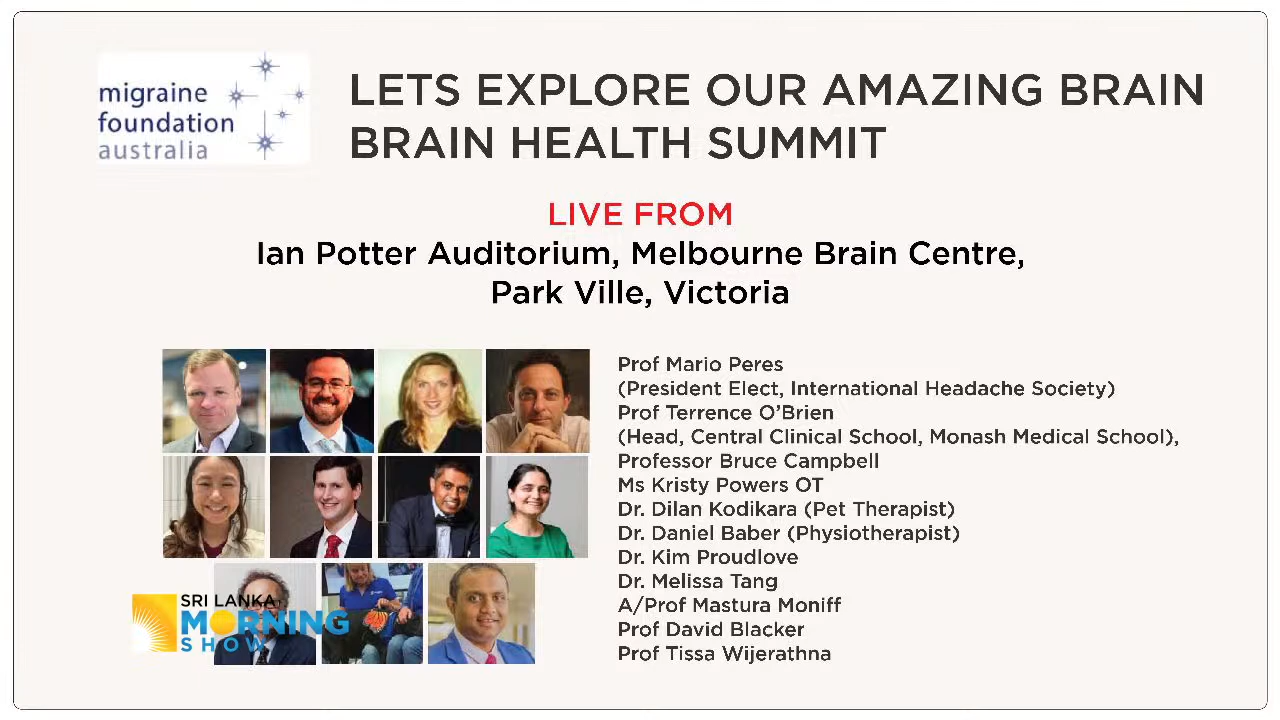 migraine
foundation
australia
LETS EXPLORE OUR AMAZING BRAIN
BRAIN HEALTH SUMMIT
LIVE FROM
Ian Potter Auditorium, Melbourne Brain Centre,
Park Ville, Victoria
Prof Mario Peres
(President Elect, International Headache Society)
Prof Terrence O'Brien
(Head, Central Clinical School, Monash Medical School),
Professor Bruce Campbell
Ms Kristy Powers OT
Dr. Dilan Kodikara (Pet Therapist)
Dr. Daniel Baber (Physiotherapist)
Dr. Kim Proudlove
Dr. Melissa Tang
A/Prof Mastura Moniff
Prof David Blacker
Prof Tissa Wijerathna
SRI LANKA
MORNING
SHOW